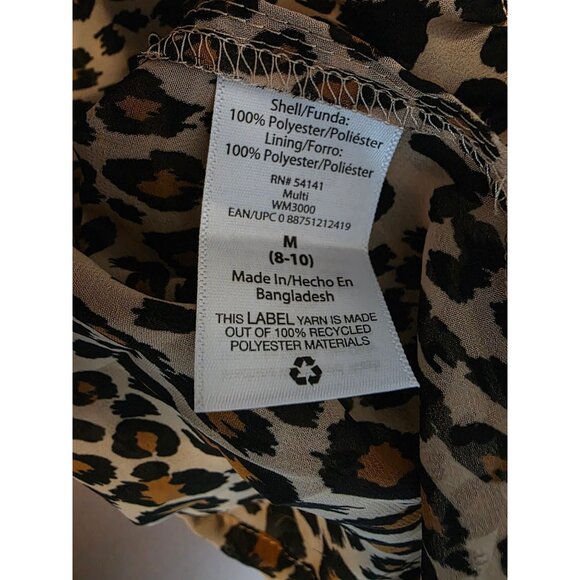 Shell/Funda:
100% Polyester/Poliéster
Lining/Forro:
100% Polyester/Poliéster
RN# 54141
Multi
WM3000
EAN/UPC 0 88751212419
M
(8-10)
Made In/Hecho En
Bangladesh
THIS LABEL YARN IS MADE
OUT OF 100% RECYCLED
POLYESTER MATERIALS